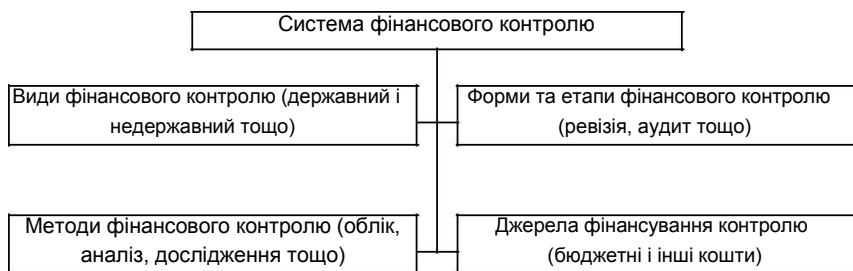 Система фінансового контролю
Види фінансового контролю (державний і
недержавний тощо)
Форми та етапи фінансового контролю
(ревізія, аудит тощо)
Методи фінансового контролю (облік,
аналіз, дослідження тощо)
Джерела фінансування контролю
(бюджетні і інші кошти)